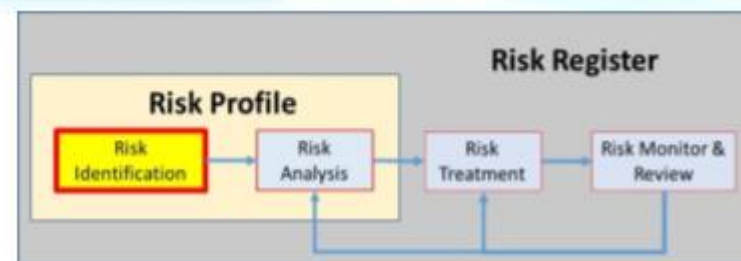 Risk Register
Risk Profile
Risk
Identification
Risk
Analysis
Risk
Treatment
Risk Monitor &
Review